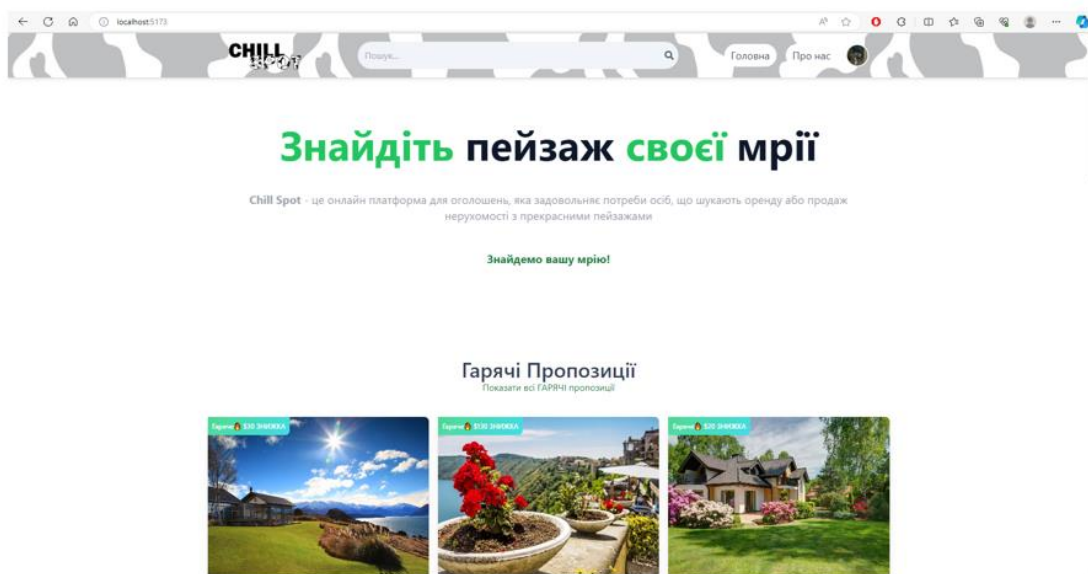 localhost:5173
CHILL
SPOT
Пошук...
Головна
Про нас
Знайдіть пейзаж своєї мрії
Chill Spot - це онлайн платформа для оголошень, яка задовольняє потреби осіб, що шукають оренду або продаж
нерухомості з прекрасними пейзажами
Знайдемо вашу мрію!
Гарячі Пропозиції
Показати всі ГАРЯЧІ пропозиції
Гаряче🔥 $30 ЗНИЖКА
Гаряче🔥 $130 ЗНИЖКА
Гаряче🔥 $20 ЗНИЖКА